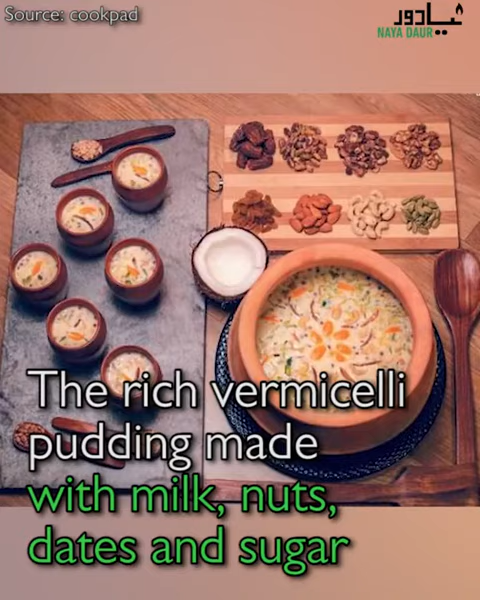 Source: cookpad
نیا دور
NAYA DAUR
The rich vermicelli
pudding made
with milk, nuts,
dates and sugar